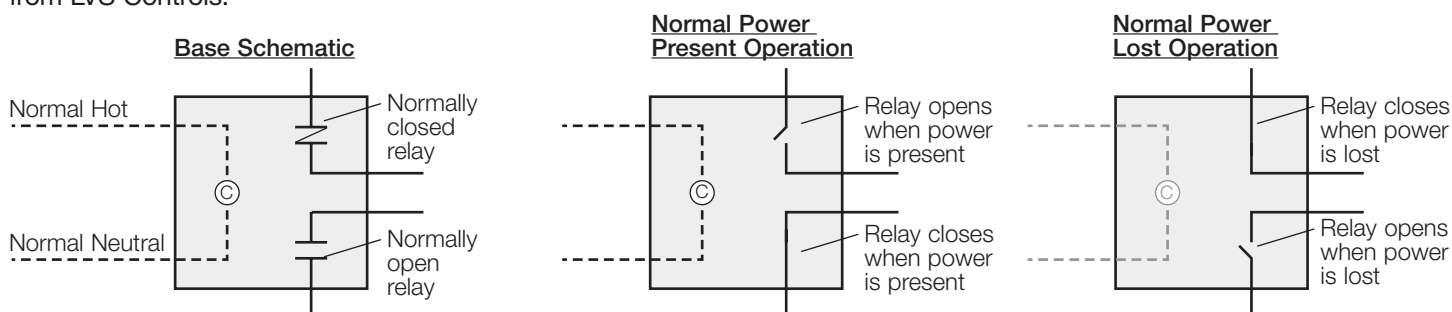 from LVS Controls.
Base Schematic
Normal Hot
Normal Neutral
C
Normally
closed
relay
Normally
open
relay
Normal Power
Present Operation
C
Relay opens
when power
is present
Relay closes
when power
is present
Normal Power
Lost Operation
C
Relay closes
when power
is lost
Relay opens
when power
is lost